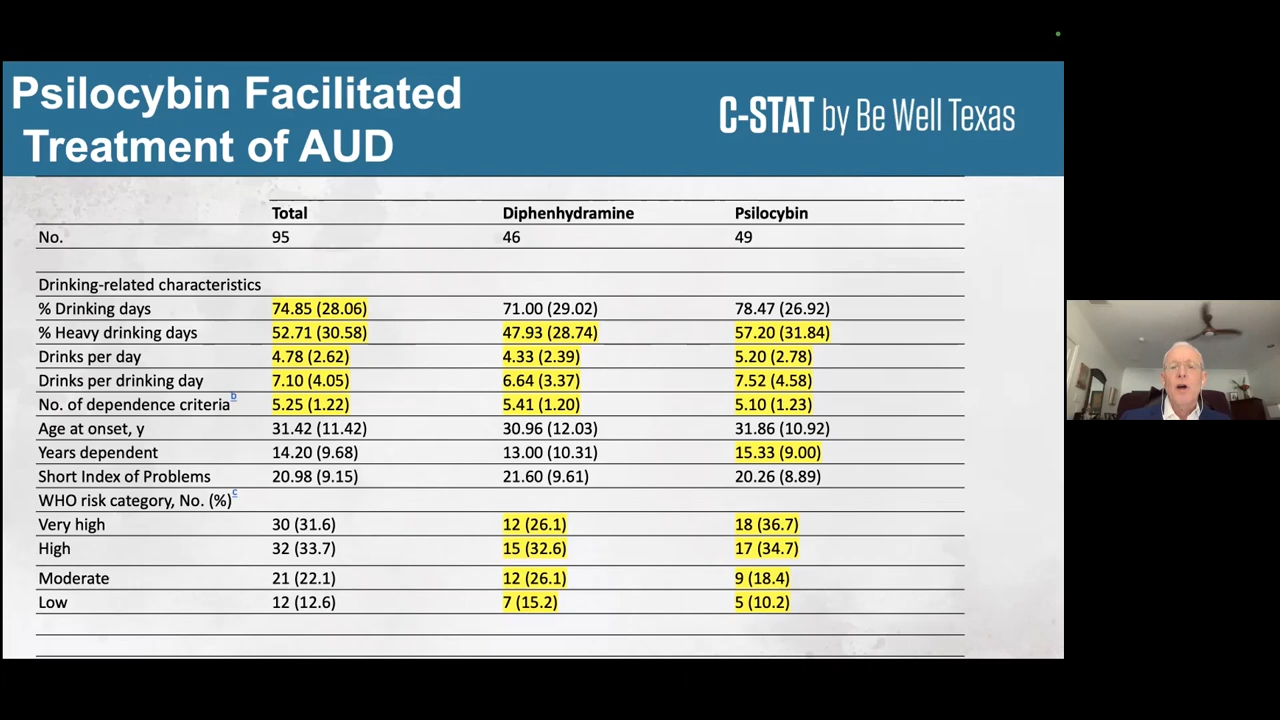 Psilocybin Facilitated
Treatment of AUD
C-STAT by Be Well Texas
Total Diphenhydramine Psilocybin
No. 95 46 49
Drinking-related characteristics
% Drinking days 74.85 (28.06) 71.00 (29.02) 78.47 (26.92)
% Heavy drinking days 52.71 (30.58) 47.93 (28.74) 57.20 (31.84)
Drinks per day 4.78 (2.62) 4.33 (2.39) 5.20 (2.78)
Drinks per drinking day 7.10 (4.05) 6.64 (3.37) 7.52 (4.58)
No. of dependence criteria b 5.25 (1.22) 5.41 (1.20) 5.10 (1.23)
Age at onset, y 31.42 (11.42) 30.96 (12.03) 31.86 (10.92)
Years dependent 14.20 (9.68) 13.00 (10.31) 15.33 (9.00)
Short Index of Problems 20.98 (9.15) 21.60 (9.61) 20.26 (8.89)
WHO risk category, No. (%) c
Very high 30 (31.6) 12 (26.1) 18 (36.7)
High 32 (33.7) 15 (32.6) 17 (34.7)
Moderate 21 (22.1) 12 (26.1) 9 (18.4)
Low 12 (12.6) 7 (15.2) 5 (10.2)